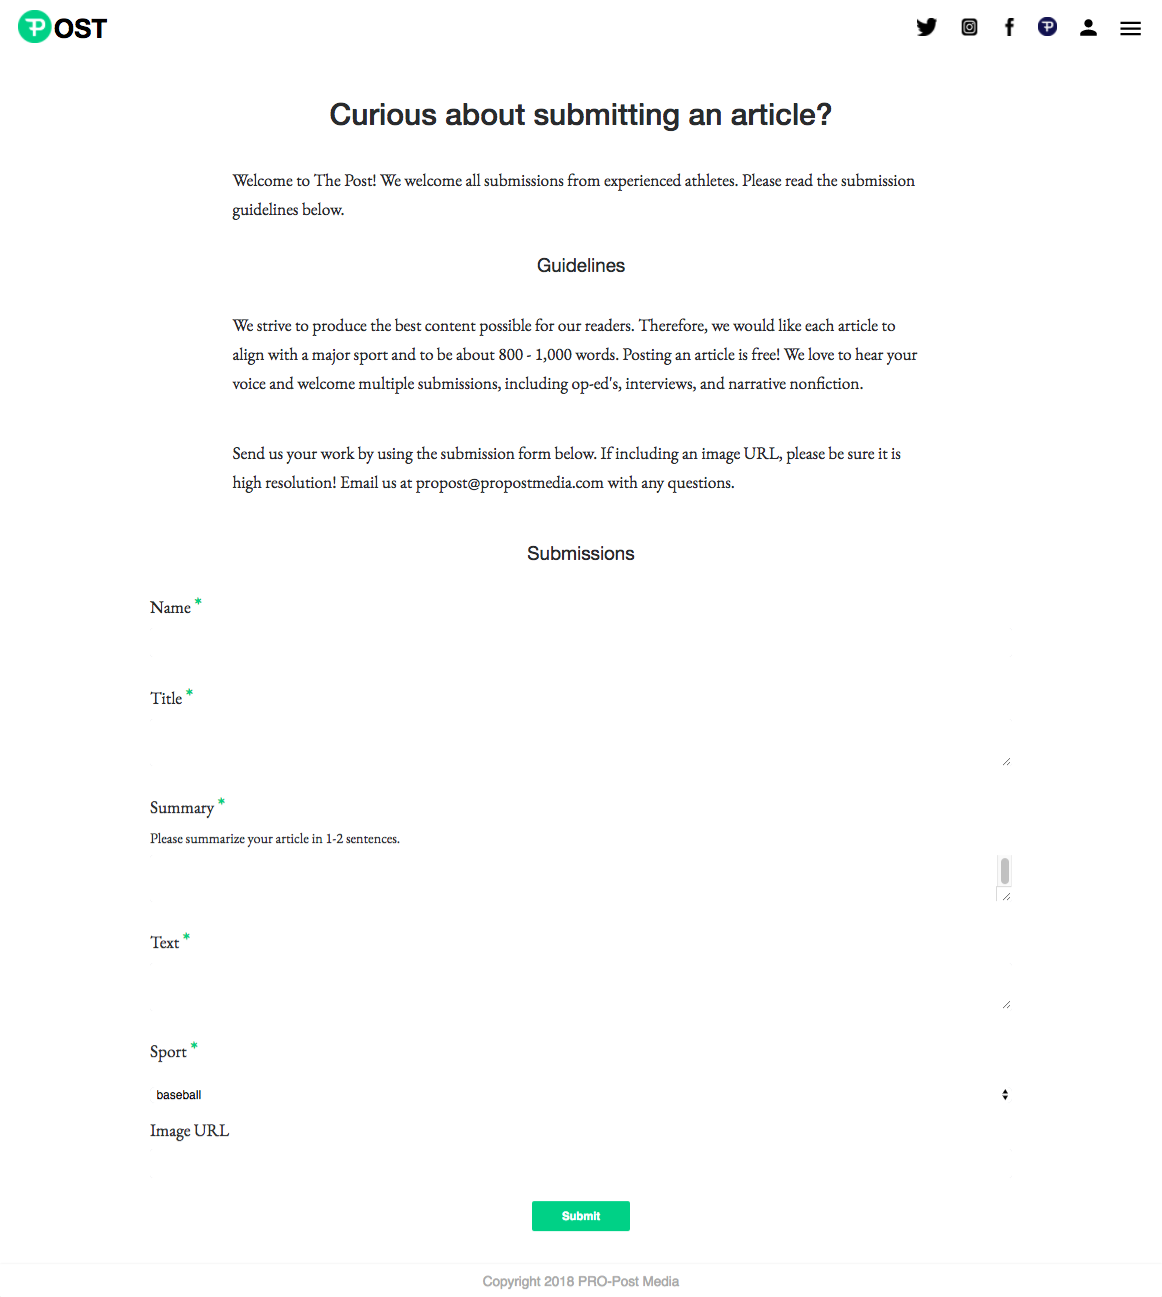 POST
Curious about submitting an article?
Welcome to The Post! We welcome all submissions from experienced athletes. Please read the submission
guidelines below.
Guidelines
We strive to produce the best content possible for our readers. Therefore, we would like each article to
align with a major sport and to be about 800 - 1,000 words. Posting an article is free! We love to hear your
voice and welcome multiple submissions, including op-ed's, interviews, and narrative nonfiction.
Send us your work by using the submission form below. If including an image URL, please be sure it is
high resolution! Email us at propost@propostmedia.com with any questions.
Submissions
Name *
Title *
Summary *
Please summarize your article in 1-2 sentences.
Text *
Sport *
baseball
Image URL
Submit
Copyright 2018 PRO-Post Media